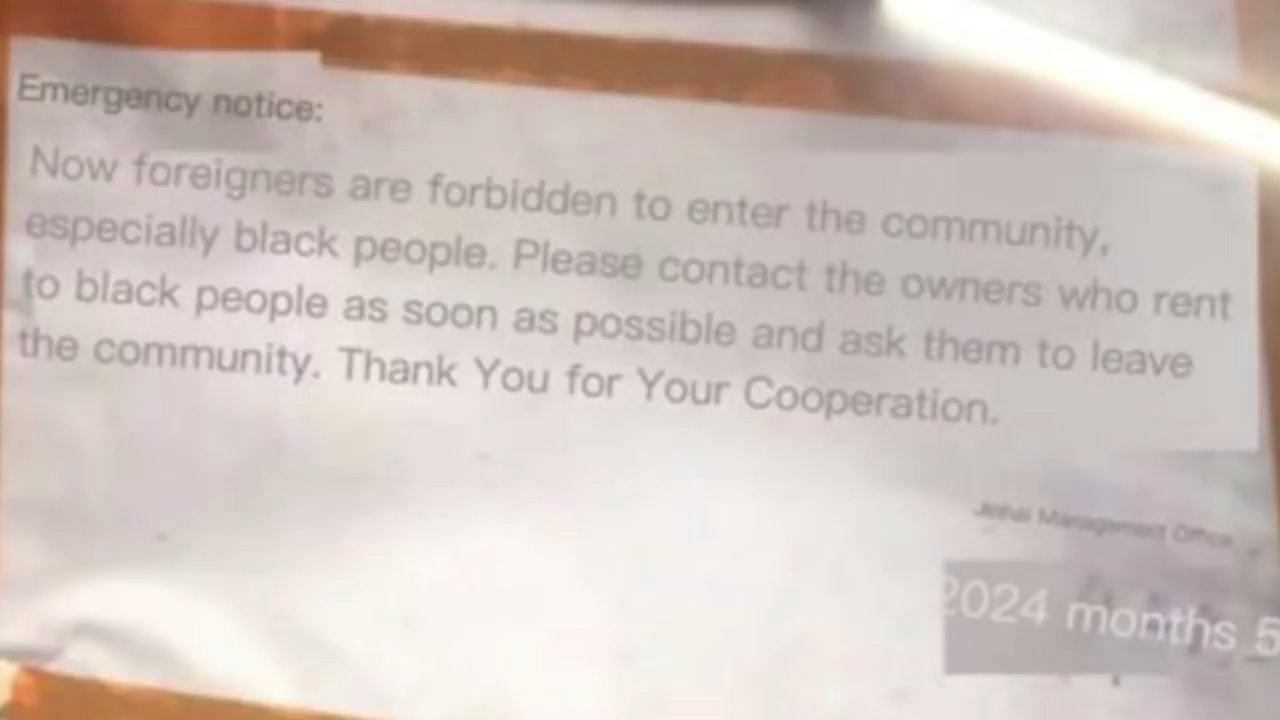 Emergency notice:
Now foreigners are forbidden to enter the community,
especially black people. Please contact the owners who rent
to black people as soon as possible and ask them to leave
the community. Thank You for Your Cooperation.
Management Office
2024 months 5